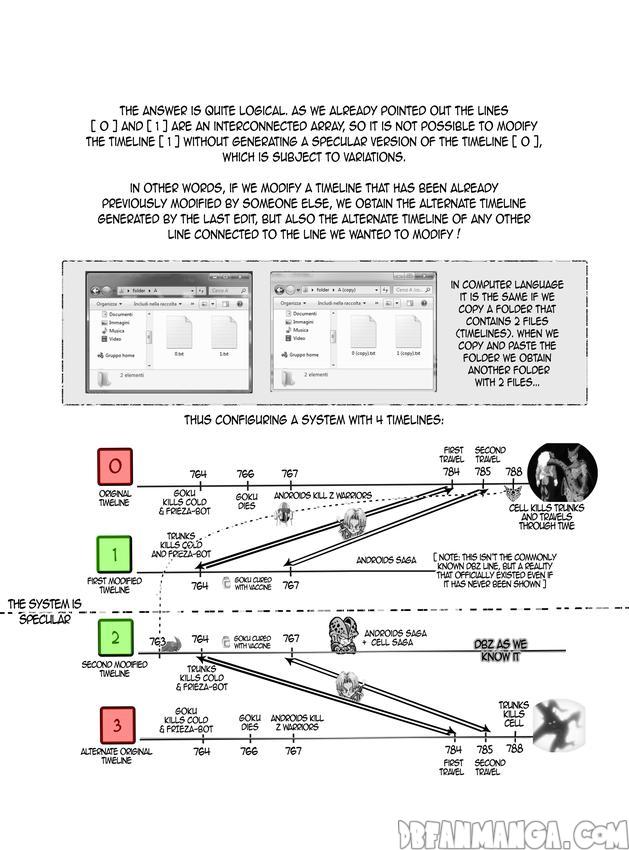 THE ANSWER IS QUITE LOGICAL. AS WE ALREADY POINTED OUT THE LINES
[ 0 ] AND [ 1 ] ARE AN INTERCONNECTED ARRAY, SO IT IS NOT POSSIBLE TO MODIFY
THE TIMELINE [ 1 ] WITHOUT GENERATING A SPECULAR VERSION OF THE TIMELINE [ 0 ],
WHICH IS SUBJECT TO VARIATIONS.
IN OTHER WORDS, IF WE MODIFY A TIMELINE THAT HAS BEEN ALREADY
PREVIOUSLY MODIFIED BY SOMEONE ELSE, WE OBTAIN THE ALTERNATE TIMELINE
GENERATED BY THE LAST EDIT, BUT ALSO THE ALTERNATE TIMELINE OF ANY OTHER
LINE CONNECTED TO THE LINE WE WANTED TO MODIFY !
folder A Cerca A
Organizza Includi nella raccolta
Documenti
Immagini
Musica
Video
Gruppo home
0.txt 1.txt
2 elementi
folder A (copy) Cerca A (co...
Organizza Includi nella raccolta
Documenti
Immagini
Musica
Video
Gruppo home
0 (copy).txt 1 (copy).txt
2 elementi
IN COMPUTER LANGUAGE
IT IS THE SAME IF WE
COPY A FOLDER THAT
CONTAINS 2 FILES
(TIMELINES). WHEN WE
COPY AND PASTE THE
FOLDER WE OBTAIN
ANOTHER FOLDER
WITH 2 FILES...
THUS CONFIGURING A SYSTEM WITH 4 TIMELINES:
0
ORIGINAL
TIMELINE
764 766 767
FIRST
TRAVEL
784
SECOND
TRAVEL
785
788
GOKU
KILLS COLD
& FRIEZA-BOT
GOKU
DIES
ANDROIDS KILL Z WARRIORS
CELL KILLS TRUNKS
AND TRAVELS
THROUGH TIME
1
FIRST MODIFIED
TIMELINE
TRUNKS
KILLS COLD
AND FRIEZA-BOT
764
GOKU CURED
WITH VACCINE
767
ANDROIDS SAGA
[ NOTE: THIS ISN'T THE COMMONLY
KNOWN DBZ LINE, BUT A REALITY
THAT OFFICIALLY EXISTED EVEN IF
IT HAS NEVER BEEN SHOWN ]
THE SYSTEM IS
SPECULAR
2
SECOND MODIFIED
TIMELINE
763 764
GOKU CURED
WITH VACCINE
767
ANDROIDS SAGA
+ CELL SAGA
DBZ AS WE
KNOW IT
TRUNKS
KILLS COLD
& FRIEZA-BOT
3
ALTERNATE ORIGINAL
TIMELINE
GOKU
KILLS COLD
& FRIEZA-BOT
GOKU
DIES
ANDROIDS KILL
Z WARRIORS
TRUNKS
KILLS
CELL
764 766 767 784 785 788
FIRST
TRAVEL
SECOND
TRAVEL
DBFANMANGA.COM